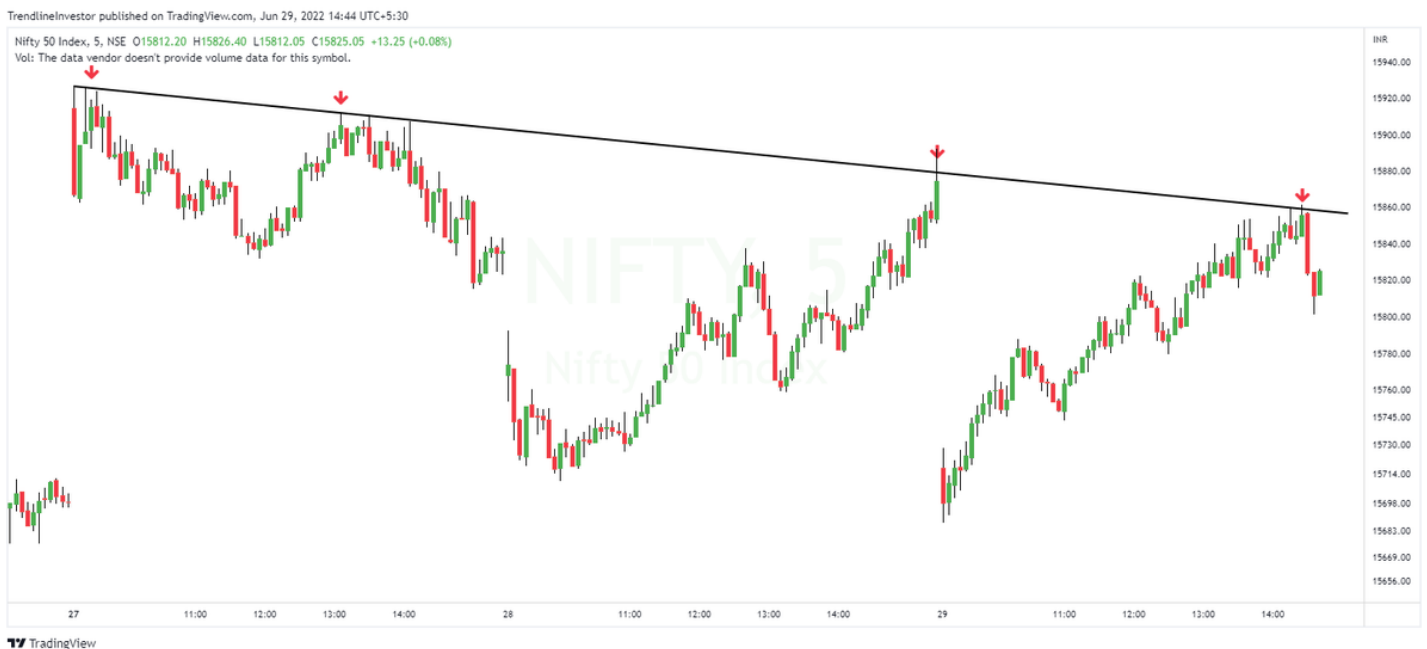 TrendlineInvestor published on TradingView.com, Jun 29, 2022 14:44 UTC+5:30
Nifty 50 Index, 5, NSE O15812.20 H15826.40 L15812.05 C15825.05 +13.25 (+0.08%)
INR
Vol: The data vendor doesn't provide volume data for this symbol.
15940.00
15920.00
15900.00
15880.00
15860.00
15840.00
15820.00
15800.00
15780.00
15760.00
15745.00
15730.00
15714.00
15698.00
15683.00
15669.00
15656.00
NIFTY, 5
Nifty 50 Index
27 11:00 12:00 13:00 14:00 28 11:00 12:00 13:00 14:00 29 11:00 12:00 13:00 14:00
TradingView